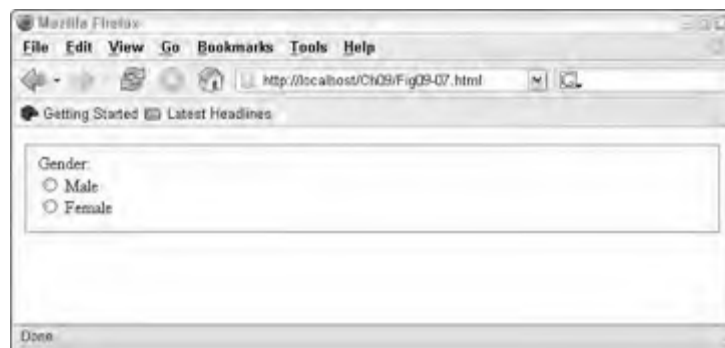 Mozilla Firefox
File Edit View Go Bookmarks Tools Help
http://localhost/Ch09/Fig09-07.html
Getting Started Latest Headlines
Gender:
Male
Female
Done